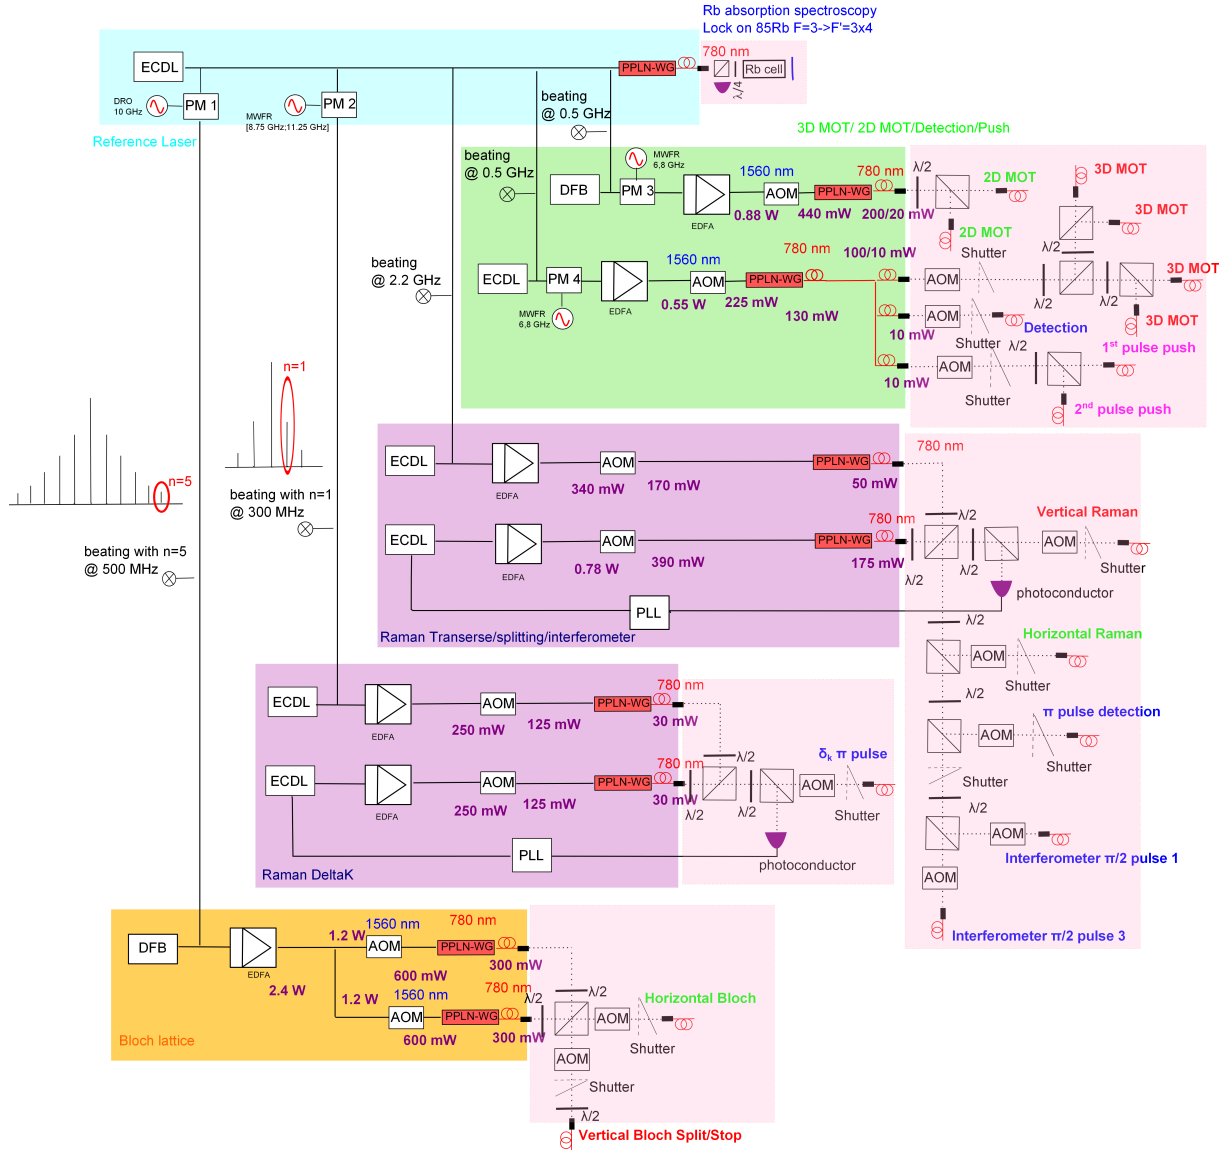 Rb absorption spectroscopy
Lock on 85Rb F=3->F'=3x4
780 nm
ECDL
PPLN-WG
Rb cell
λ/4
DRO
10 GHz
PM 1
MWFR
[8.75 GHz;11.25 GHz]
PM 2
Reference Laser
beating
@ 0.5 GHz
3D MOT/ 2D MOT/Detection/Push
beating
@ 0.5 GHz
MWFR
6,8 GHz
DFB
PM 3
EDFA
1560 nm
AOM
0.88 W
PPLN-WG
440 mW
780 nm
200/20 mW
λ/2
2D MOT
2D MOT
3D MOT
3D MOT
λ/2
3D MOT
3D MOT
beating
@ 2.2 GHz
ECDL
PM 4
MWFR
6,8 GHz
EDFA
1560 nm
AOM
0.55 W
225 mW
780 nm
PPLN-WG
130 mW
100/10 mW
AOM
Shutter
λ/2
λ/2
10 mW
AOM
Shutter
Detection
10 mW
AOM
Shutter
λ/2
1st pulse push
2nd pulse push
n=5
n=1
beating with n=1
@ 300 MHz
beating with n=5
@ 500 MHz
ECDL
EDFA
AOM
340 mW
170 mW
PPLN-WG
50 mW
780 nm
ECDL
EDFA
AOM
0.78 W
390 mW
PPLN-WG
780 nm
175 mW
λ/2
λ/2
λ/2
Vertical Raman
AOM
Shutter
photoconductor
PLL
Raman Transerse/splitting/interferometer
λ/2
Horizontal Raman
AOM
Shutter
λ/2
π pulse detection
AOM
Shutter
Shutter
λ/2
AOM
Interferometer π/2 pulse 1
AOM
Interferometer π/2 pulse 3
ECDL
EDFA
AOM
250 mW
125 mW
PPLN-WG
780 nm
30 mW
ECDL
EDFA
AOM
250 mW
125 mW
PPLN-WG
780 nm
30 mW
λ/2
λ/2
λ/2
δk π pulse
AOM
Shutter
photoconductor
PLL
Raman DeltaK
DFB
EDFA
2.4 W
1.2 W
1560 nm
AOM
600 mW
780 nm
PPLN-WG
300 mW
1.2 W
1560 nm
AOM
600 mW
780 nm
PPLN-WG
300 mW
λ/2
λ/2
Horizontal Bloch
AOM
Shutter
AOM
Shutter
λ/2
Bloch lattice
Vertical Bloch Split/Stop